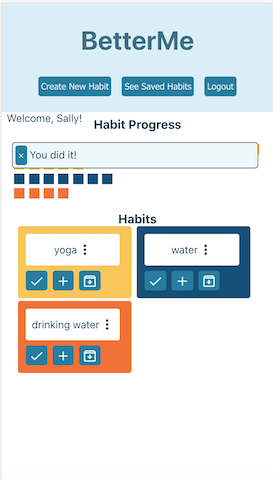 BetterMe
Create New Habit See Saved Habits Logout
Welcome, Sally!
Habit Progress
× You did it!
Habits
yoga water
drinking water